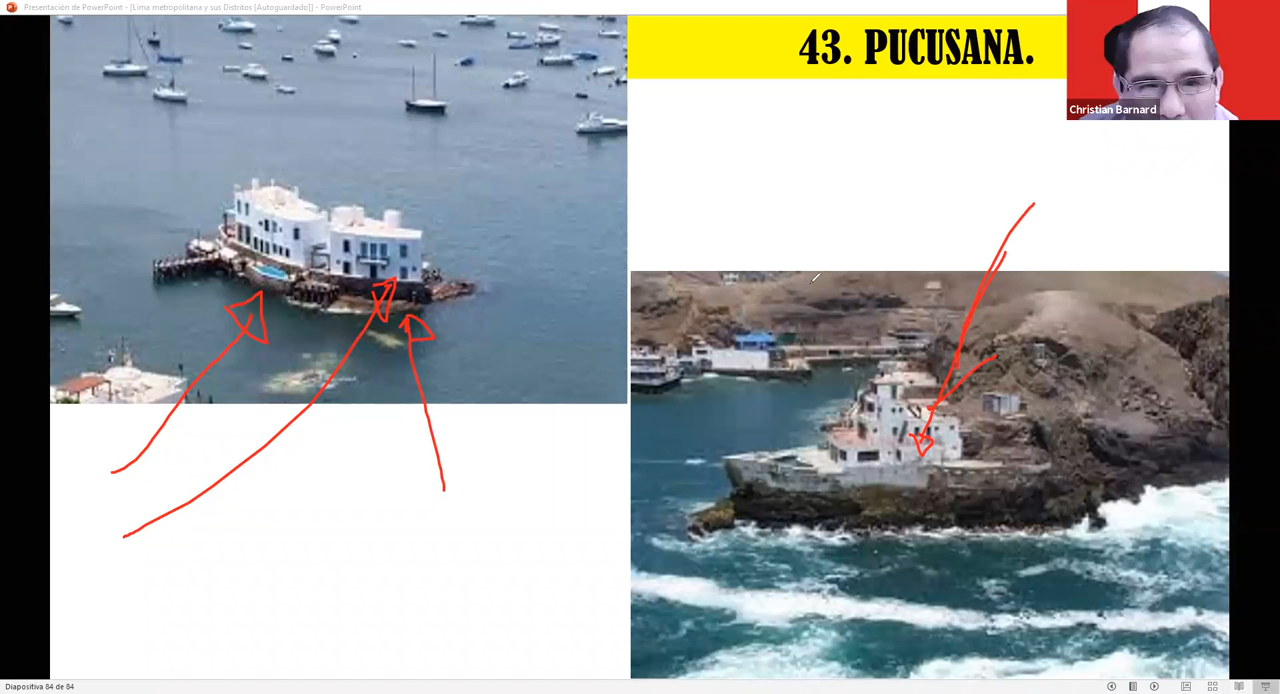 Presentación de PowerPoint - [Lima metropolitana y sus Distritos [Autoguardado]] - PowerPoint
43. PUCUSANA.
Christian Barnard
Diapositiva 84 de 84